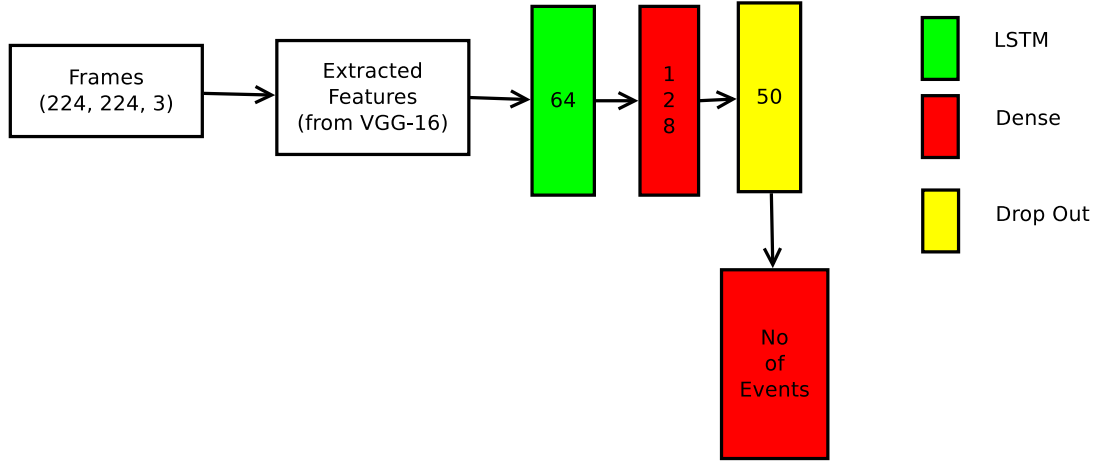 Frames
(224, 224, 3)
Extracted
Features
(from VGG-16)
64
1
2
8
50
No
of
Events
LSTM
Dense
Drop Out